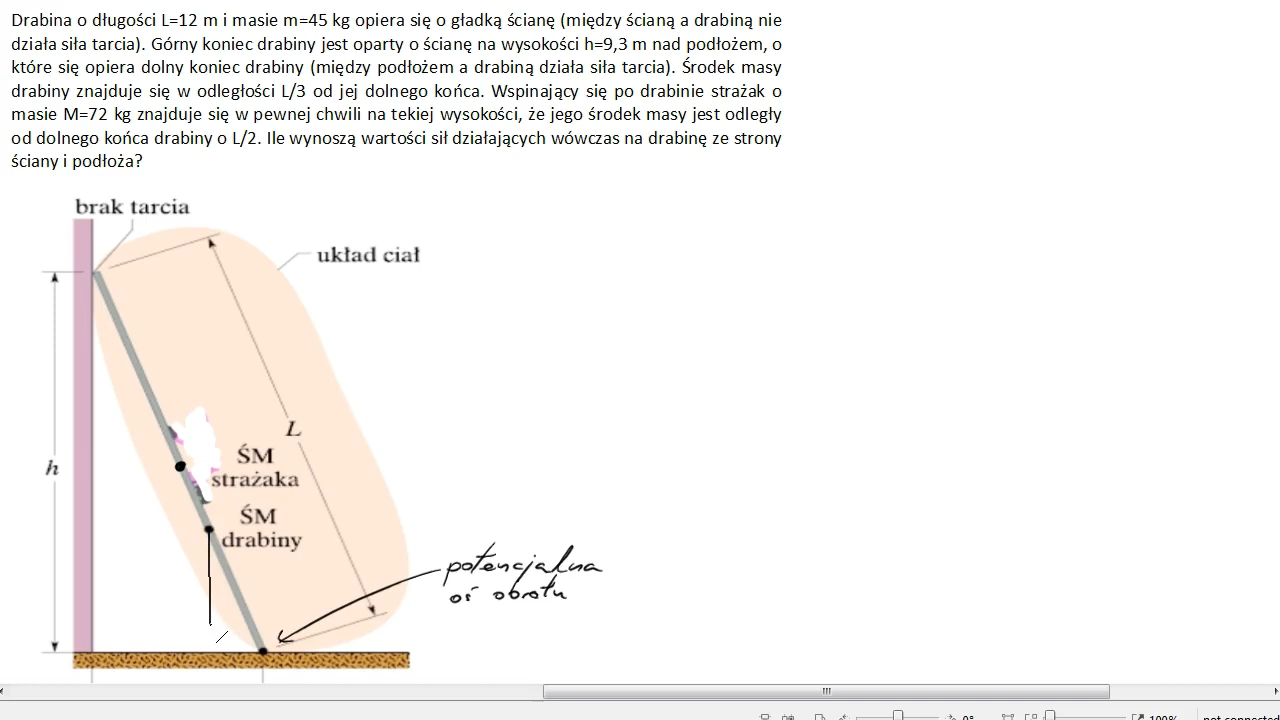 Drabina o długości L=12 m i masie m=45 kg opiera się o gładką ścianę (między ścianą a drabiną nie
działa siła tarcia). Górny koniec drabiny jest oparty o ścianę na wysokości h=9,3 m nad podłożem, o
które się opiera dolny koniec drabiny (między podłożem a drabiną działa siła tarcia). Środek masy
drabiny znajduje się w odległości L/3 od jej dolnego końca. Wspinający się po drabinie strażak o
masie M=72 kg znajduje się w pewnej chwili na tekiej wysokości, że jego środek masy jest odległy
od dolnego końca drabiny o L/2. Ile wynoszą wartości sił działających wówczas na drabinę ze strony
ściany i podłoża?
brak tarcia
układ ciał
L
h
ŚM
strażaka
ŚM
drabiny
potencjalna
oś obrotu
0°
100%
not connected